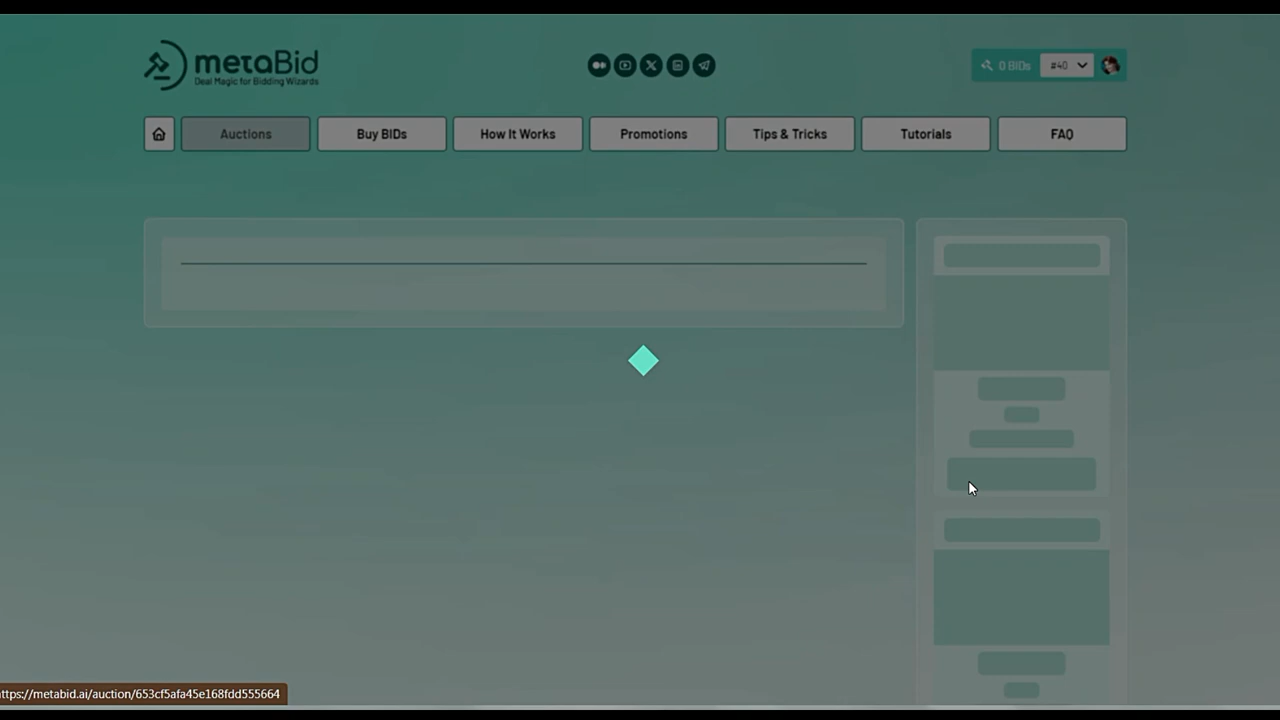 metaBid
Deal Magic for Bidding Wizards
0 BIDs
#40
Auctions
Buy BIDs
How It Works
Promotions
Tips & Tricks
Tutorials
FAQ
https://metabid.ai/auction/653cf5afa45e168fdd555664